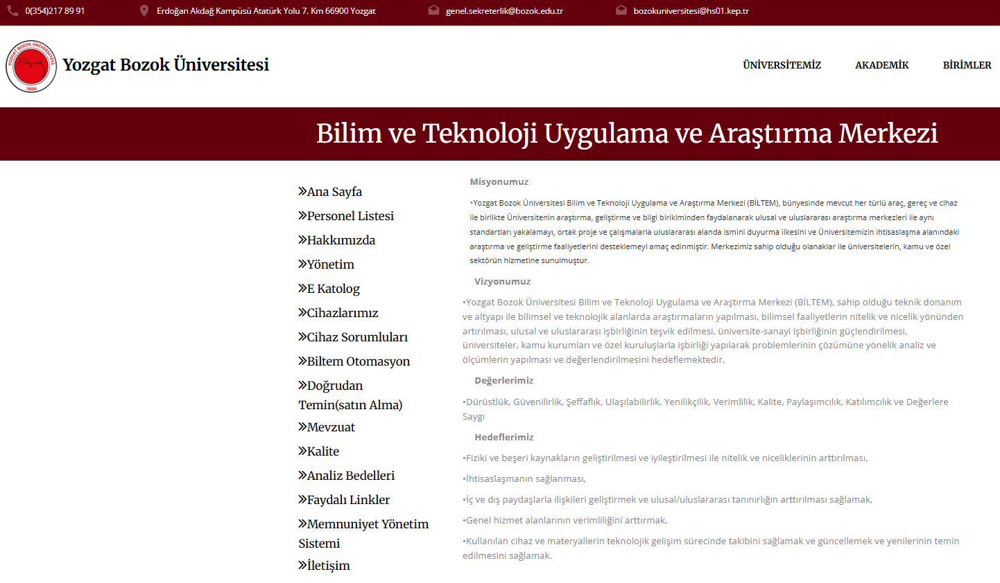 0(354)217 89 91
Erdoğan Akdağ Kampüsü Atatürk Yolu 7. Km 66900 Yozgat
genel.sekreterlik@bozok.edu.tr
bozokuniversitesi@hs01.kep.tr
YOZGAT BOZOK ÜNİVERSİTESİ
Bozok
2006
Yozgat Bozok Üniversitesi
ÜNİVERSİTEMİZ
AKADEMİK
BİRİMLER
Bilim ve Teknoloji Uygulama ve Araştırma Merkezi
»Ana Sayfa
»Personel Listesi
»Hakkımızda
»Yönetim
»E Katolog
»Cihazlarımız
»Cihaz Sorumluları
»Biltem Otomasyon
»Doğrudan
Temin(satın Alma)
»Mevzuat
»Kalite
»Analiz Bedelleri
»Faydalı Linkler
»Memnuniyet Yönetim
Sistemi
»İletişim
Misyonumuz
•Yozgat Bozok Üniversitesi Bilim ve Teknoloji Uygulama ve Araştırma Merkezi (BİLTEM), bünyesinde mevcut her türlü araç, gereç ve cihaz
ile birlikte Üniversitenin araştırma, geliştirme ve bilgi birikiminden faydalanarak ulusal ve uluslararası araştırma merkezleri ile aynı
standartları yakalamayı, ortak proje ve çalışmalarla uluslararası alanda ismini duyurma ilkesini ve Üniversitemizin ihtisaslaşma alanındaki
araştırma ve geliştirme faaliyetlerini desteklemeyi amaç edinmiştir. Merkezimiz sahip olduğu olanaklar ile üniversitelerin, kamu ve özel
sektörün hizmetine sunulmuştur.
Vizyonumuz
•Yozgat Bozok Üniversitesi Bilim ve Teknoloji Uygulama ve Araştırma Merkezi (BİLTEM), sahip olduğu teknik donanım
ve altyapı ile bilimsel ve teknolojik alanlarda araştırmaların yapılması, bilimsel faaliyetlerin nitelik ve nicelik yönünden
artırılması, ulusal ve uluslararası işbirliğinin teşvik edilmesi, üniversite-sanayi işbirliğinin güçlendirilmesi,
üniversiteler, kamu kurumları ve özel kuruluşlarla işbirliği yapılarak problemlerinin çözümüne yönelik analiz ve
ölçümlerin yapılması ve değerlendirilmesini hedeflemektedir.
Değerlerimiz
•Dürüstlük, Güvenilirlik, Şeffaflık, Ulaşılabilirlik, Yenilikçilik, Verimlilik, Kalite, Paylaşımcılık, Katılımcılık ve Değerlere
Saygı
Hedeflerimiz
•Fiziki ve beşeri kaynakların geliştirilmesi ve iyileştirilmesi ile nitelik ve niceliklerinin arttırılması,
•İhtisaslaşmanın sağlanması,
•İç ve dış paydaşlarla ilişkileri geliştirmek ve ulusal/uluslararası tanınırlığın arttırılması sağlamak,
•Genel hizmet alanlarının verimliliğini arttırmak,
•Kullanılan cihaz ve materyallerin teknolojik gelişim sürecinde takibini sağlamak ve güncellemek ve yenilerinin temin
edilmesini sağlamak.